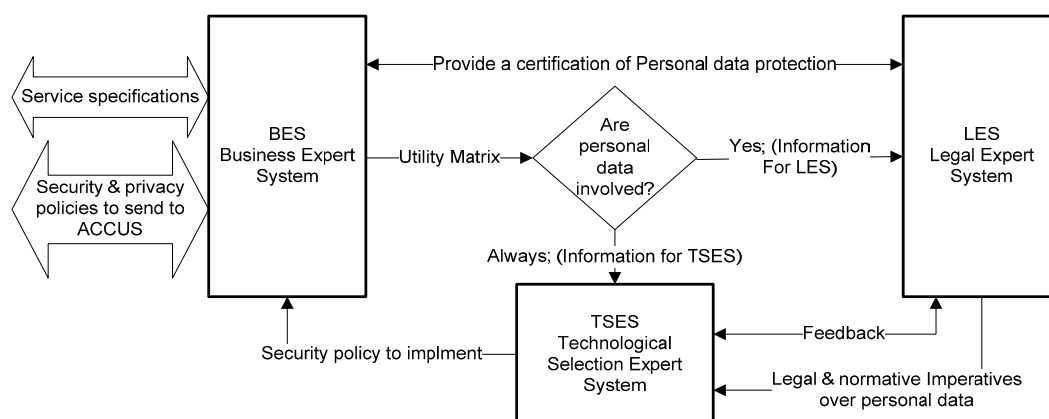 Provide a certification of Personal data protection
Service specifications
BES
Business Expert
System
Security & privacy
policies to send to
ACCUS
Utility Matrix
Are
personal
data
involved?
Yes; (Information
For LES)
LES
Legal Expert
System
Always; (Information for TSES)
TSES
Technological
Selection Expert
System
Security policy to implment
Feedback
Legal & normative Imperatives
over personal data